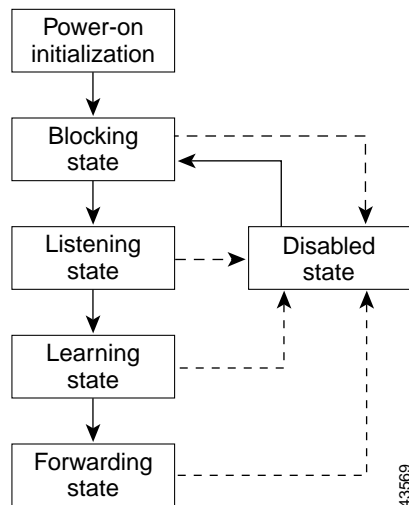 Power-on
initialization
Blocking
state
Listening
state
Disabled
state
Learning
state
Forwarding
state
43569